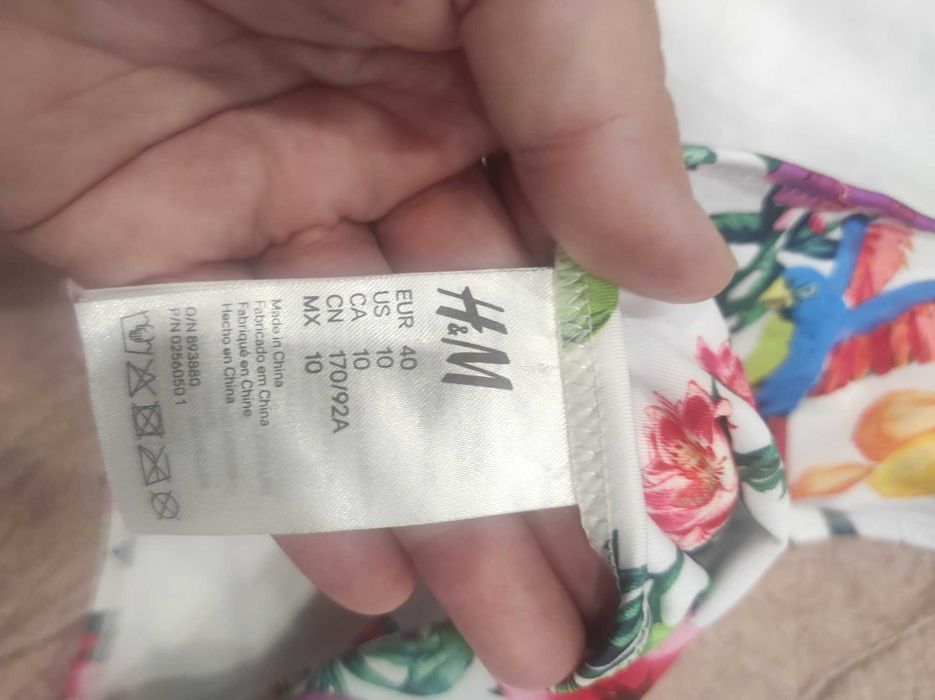 H&M
EUR 40
US 10
CA 10
CN 170/92A
MX 10
Made in China
Fabricado em China
Fabriqué en Chine
Hecho en China
O/N 893880
P/N 02560501